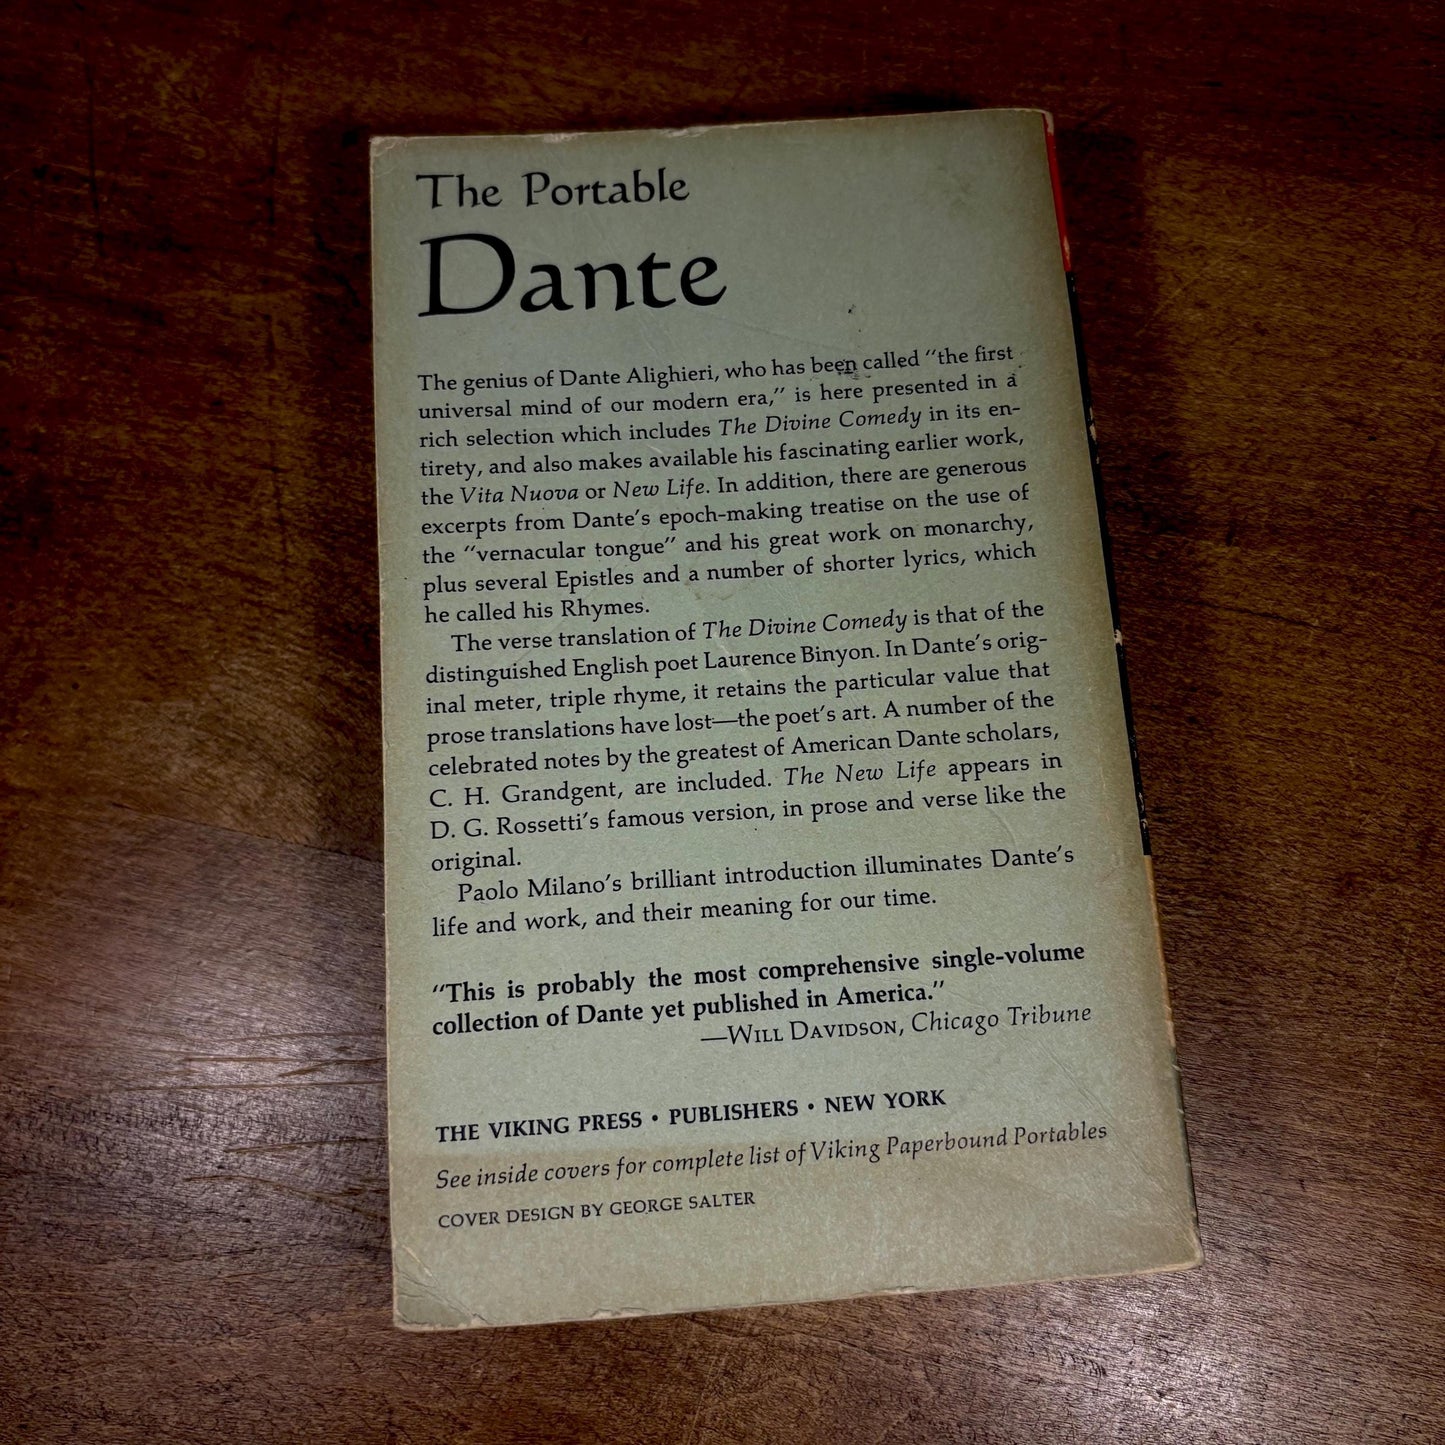 The Portable
Dante
The genius of Dante Alighieri, who has been called "the first
universal mind of our modern era," is here presented in a
rich selection which includes The Divine Comedy in its en-
tirety, and also makes available his fascinating earlier work,
the Vita Nuova or New Life. In addition, there are generous
excerpts from Dante's epoch-making treatise on the use of
the "vernacular tongue" and his great work on monarchy,
plus several Epistles and a number of shorter lyrics, which
he called his Rhymes.
The verse translation of The Divine Comedy is that of the
distinguished English poet Laurence Binyon. In Dante's orig-
inal meter, triple rhyme, it retains the particular value that
prose translations have lost—the poet's art. A number of the
celebrated notes by the greatest of American Dante scholars,
C. H. Grandgent, are included. The New Life appears in
D. G. Rossetti's famous version, in prose and verse like the
original.
Paolo Milano's brilliant introduction illuminates Dante's
life and work, and their meaning for our time.
"This is probably the most comprehensive single-volume
collection of Dante yet published in America."
—WILL DAVIDSON, Chicago Tribune
THE VIKING PRESS • PUBLISHERS • NEW YORK
See inside covers for complete list of Viking Paperbound Portables
COVER DESIGN BY GEORGE SALTER